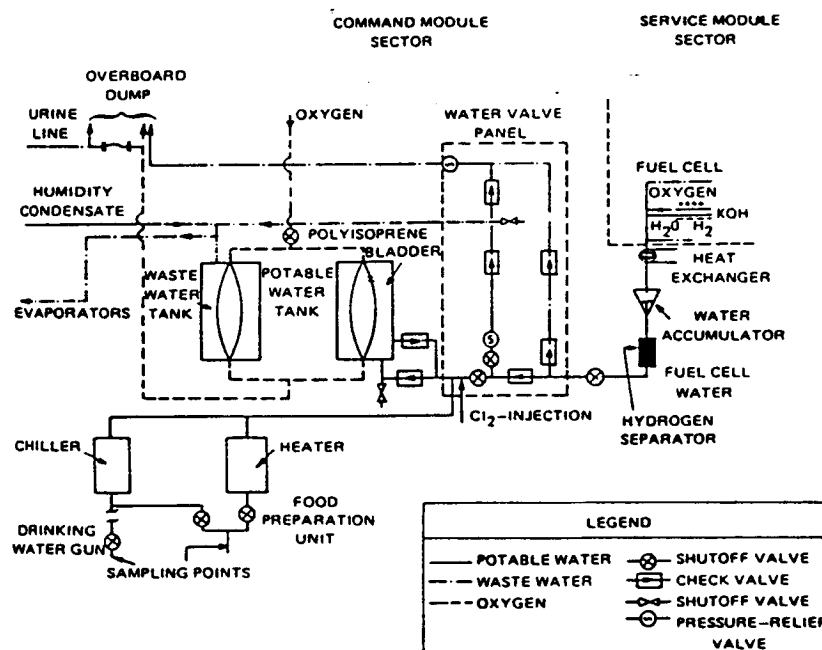 COMMAND MODULE
SECTOR
SERVICE MODULE
SECTOR
OVERBOARD
DUMP
URINE
LINE
OXYGEN
WATER VALVE
PANEL
HUMIDITY
CONDENSATE
FUEL CELL
OXYGEN
KOH
H2O H2
POLYISOPRENE
BLADDER
WASTE
WATER
TANK
POTABLE
WATER
TANK
HEAT
EXCHANGER
EVAPORATORS
WATER
ACCUMULATOR
S
S
FUEL CELL
WATER
Cl2-INJECTION
HYDROGEN
SEPARATOR
CHILLER
HEATER
FOOD
PREPARATION
UNIT
DRINKING
WATER GUN
SAMPLING POINTS
LEGEND
POTABLE WATER
WASTE WATER
OXYGEN
SHUTOFF VALVE
CHECK VALVE
SHUTOFF VALVE
S PRESSURE-RELIEF
VALVE